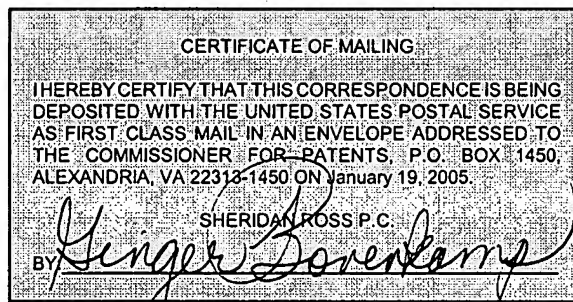 CERTIFICATE OF MAILING
I HEREBY CERTIFY THAT THIS CORRESPONDENCE IS BEING
DEPOSITED WITH THE UNITED STATES POSTAL SERVICE
AS FIRST CLASS MAIL IN AN ENVELOPE ADDRESSED TO
THE COMMISSIONER FOR PATENTS, P.O. BOX 1450,
ALEXANDRIA, VA 22313-1450 ON January 19, 2005.
SHERIDAN ROSS P.C.
BY Ginger Bovenkamp